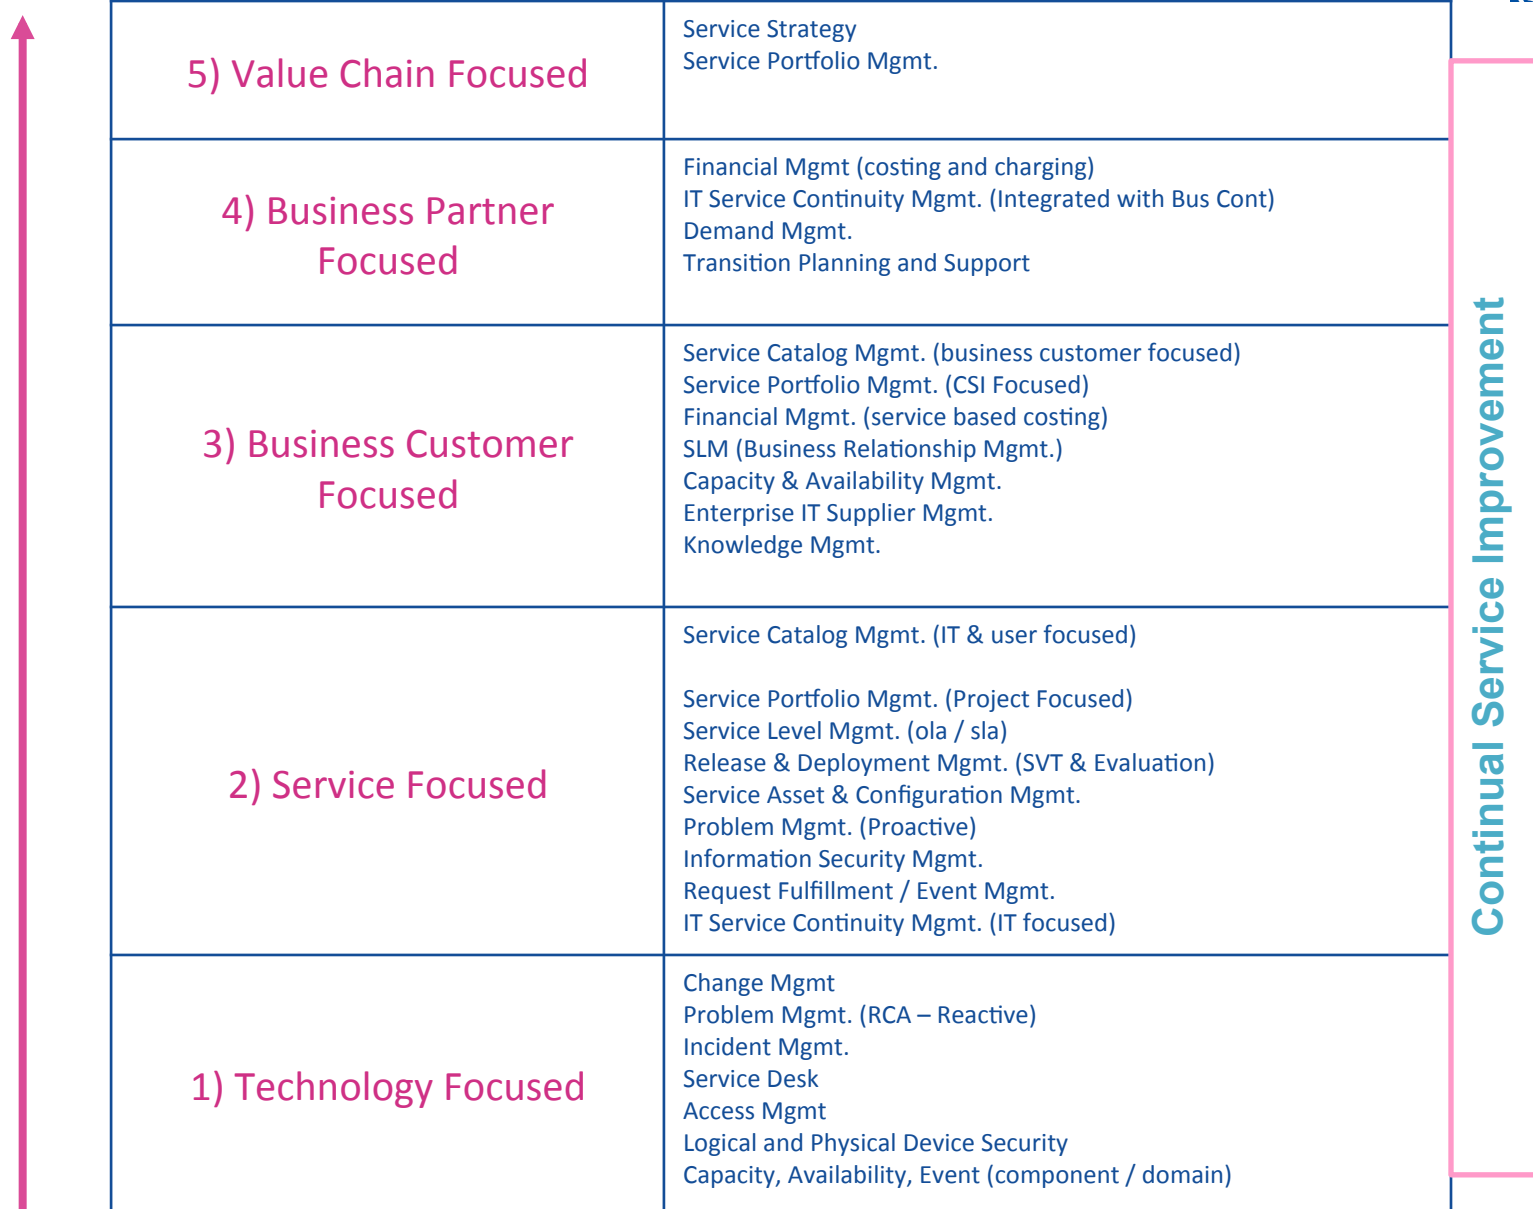 5) Value Chain Focused
Service Strategy
Service Portfolio Mgmt.
4) Business Partner
Focused
Financial Mgmt (costing and charging)
IT Service Continuity Mgmt. (Integrated with Bus Cont)
Demand Mgmt.
Transition Planning and Support
3) Business Customer
Focused
Service Catalog Mgmt. (business customer focused)
Service Portfolio Mgmt. (CSI Focused)
Financial Mgmt. (service based costing)
SLM (Business Relationship Mgmt.)
Capacity & Availability Mgmt.
Enterprise IT Supplier Mgmt.
Knowledge Mgmt.
2) Service Focused
Service Catalog Mgmt. (IT & user focused)
Service Portfolio Mgmt. (Project Focused)
Service Level Mgmt. (ola / sla)
Release & Deployment Mgmt. (SVT & Evaluation)
Service Asset & Configuration Mgmt.
Problem Mgmt. (Proactive)
Information Security Mgmt.
Request Fulfillment / Event Mgmt.
IT Service Continuity Mgmt. (IT focused)
1) Technology Focused
Change Mgmt
Problem Mgmt. (RCA – Reactive)
Incident Mgmt.
Service Desk
Access Mgmt
Logical and Physical Device Security
Capacity, Availability, Event (component / domain)
Continual Service Improvement